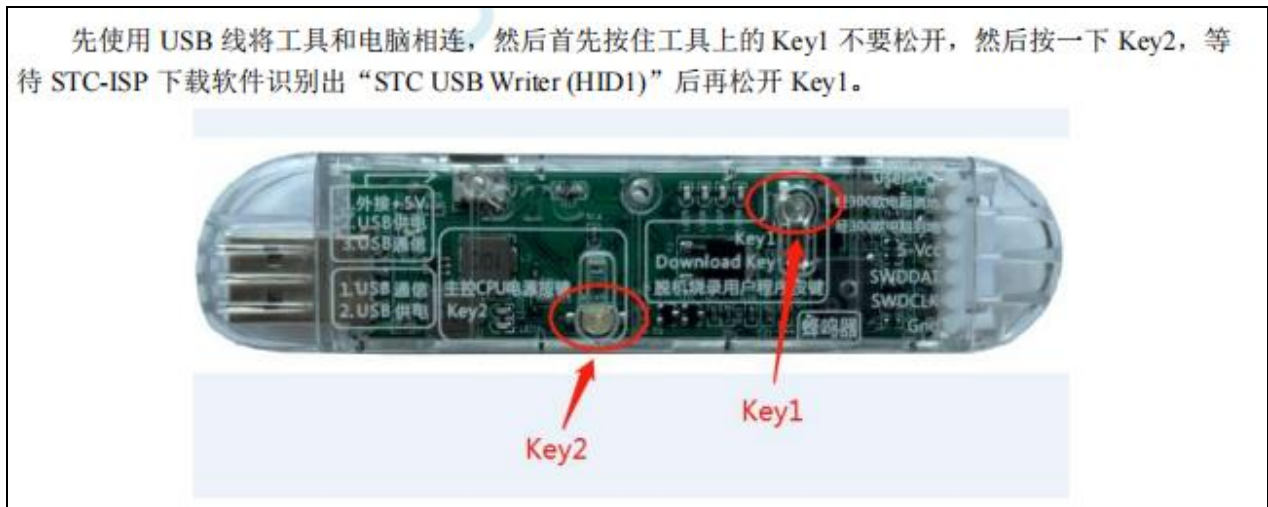 先使用 USB 线将工具和电脑相连，然后首先按住工具上的 Key1 不要松开，然后按一下 Key2，等
待 STC-ISP 下载软件识别出“STC USB Writer (HID1)”后再松开 Key1。
1.外接+5V
2.USB供电
3.USB通信
1.USB 通信
2.USB 供电
主控CPU电源按键
Key2
Key1
Download Key
脱机烧录用户程序按键
蜂鸣器
S-Vcc
SWDDAT
SWDCLK
Gnd
Key1
Key2